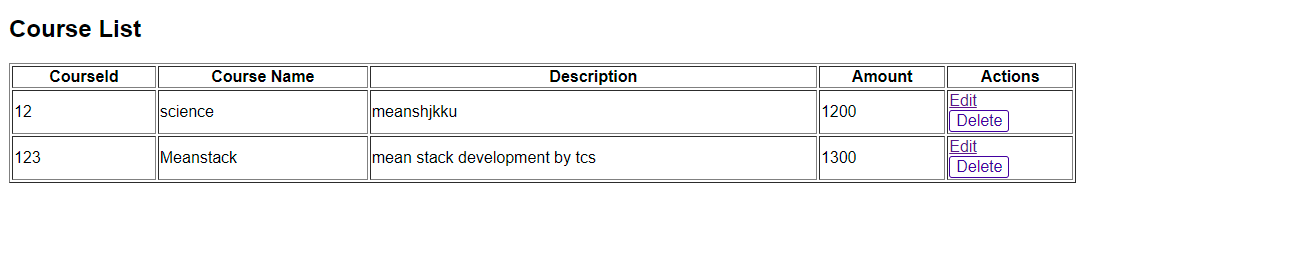 Course List
CourseId Course Name Description Amount Actions
12 science meanshjkku 1200 Edit
Delete
123 Meanstack mean stack development by tcs 1300 Edit
Delete